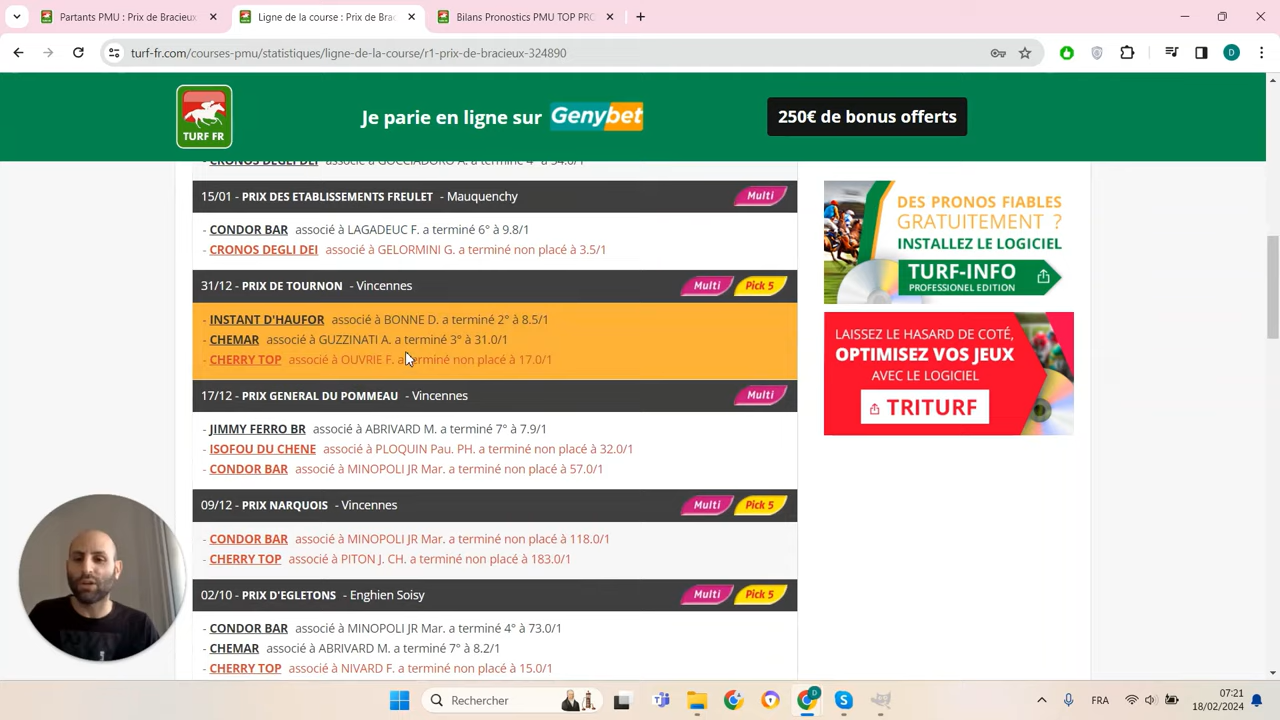 Partants PMU : Prix de Bracieux
Ligne de la course : Prix de Brac
Bilans Pronostics PMU TOP PRO
turf-fr.com/courses-pmu/statistiques/ligne-de-la-course/r1-prix-de-bracieux-324890
D
TURF FR
Je parie en ligne sur Genybet
250€ de bonus offerts
- CRONOS DEGLI DEI associé à GOCCIADORO A. a terminé 4° à 54.0/1
15/01 - PRIX DES ETABLISSEMENTS FREULET - Mauquenchy Multi
- CONDOR BAR associé à LAGADEUC F. a terminé 6° à 9.8/1
- CRONOS DEGLI DEI associé à GELORMINI G. a terminé non placé à 3.5/1
31/12 - PRIX DE TOURNON - Vincennes Multi Pick 5
- INSTANT D'HAUFOR associé à BONNE D. a terminé 2° à 8.5/1
- CHEMAR associé à GUZZINATI A. a terminé 3° à 31.0/1
- CHERRY TOP associé à OUVRIE F. a terminé non placé à 17.0/1
17/12 - PRIX GENERAL DU POMMEAU - Vincennes Multi
- JIMMY FERRO BR associé à ABRIVARD M. a terminé 7° à 7.9/1
- ISOFOU DU CHENE associé à PLOQUIN Pau. PH. a terminé non placé à 32.0/1
- CONDOR BAR associé à MINOPOLI JR Mar. a terminé non placé à 57.0/1
09/12 - PRIX NARQUOIS - Vincennes Multi Pick 5
- CONDOR BAR associé à MINOPOLI JR Mar. a terminé non placé à 118.0/1
- CHERRY TOP associé à PITON J. CH. a terminé non placé à 183.0/1
02/10 - PRIX D'EGLETONS - Enghien Soisy Multi Pick 5
- CONDOR BAR associé à MINOPOLI JR Mar. a terminé 4° à 73.0/1
- CHEMAR associé à ABRIVARD M. a terminé 7° à 8.2/1
- CHERRY TOP associé à NIVARD F. a terminé non placé à 15.0/1
DES PRONOS FIABLES
GRATUITEMENT ?
INSTALLEZ LE LOGICIEL
TURF-INFO
PROFESSIONEL EDITION
LAISSEZ LE HASARD DE COTÉ,
OPTIMISEZ VOS JEUX
AVEC LE LOGICIEL
TRITURF
Rechercher
D
FRA
07:21
18/02/2024